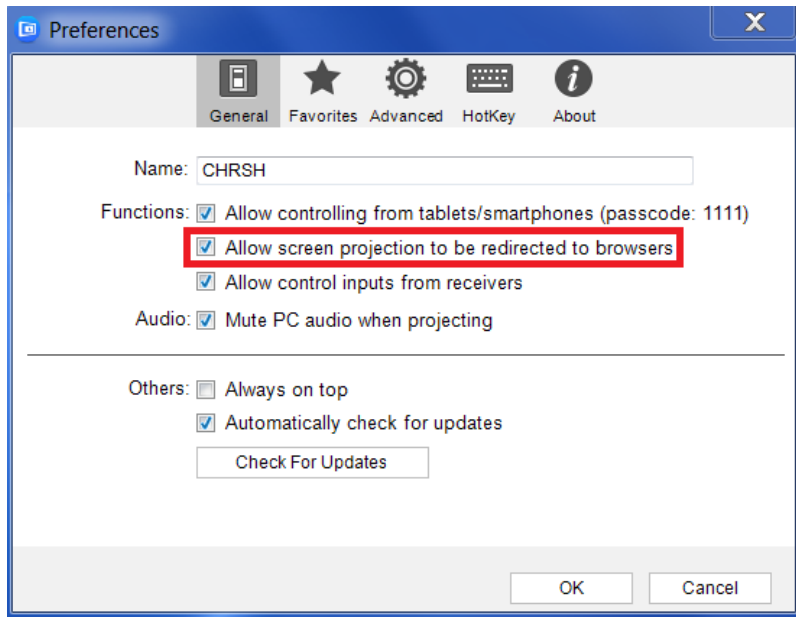 Preferences
X
General Favorites Advanced HotKey About
Name: CHRSH
Functions: Allow controlling from tablets/smartphones (passcode: 1111)
Allow screen projection to be redirected to browsers
Allow control inputs from receivers
Audio: Mute PC audio when projecting
Others: Always on top
Automatically check for updates
Check For Updates
OK Cancel